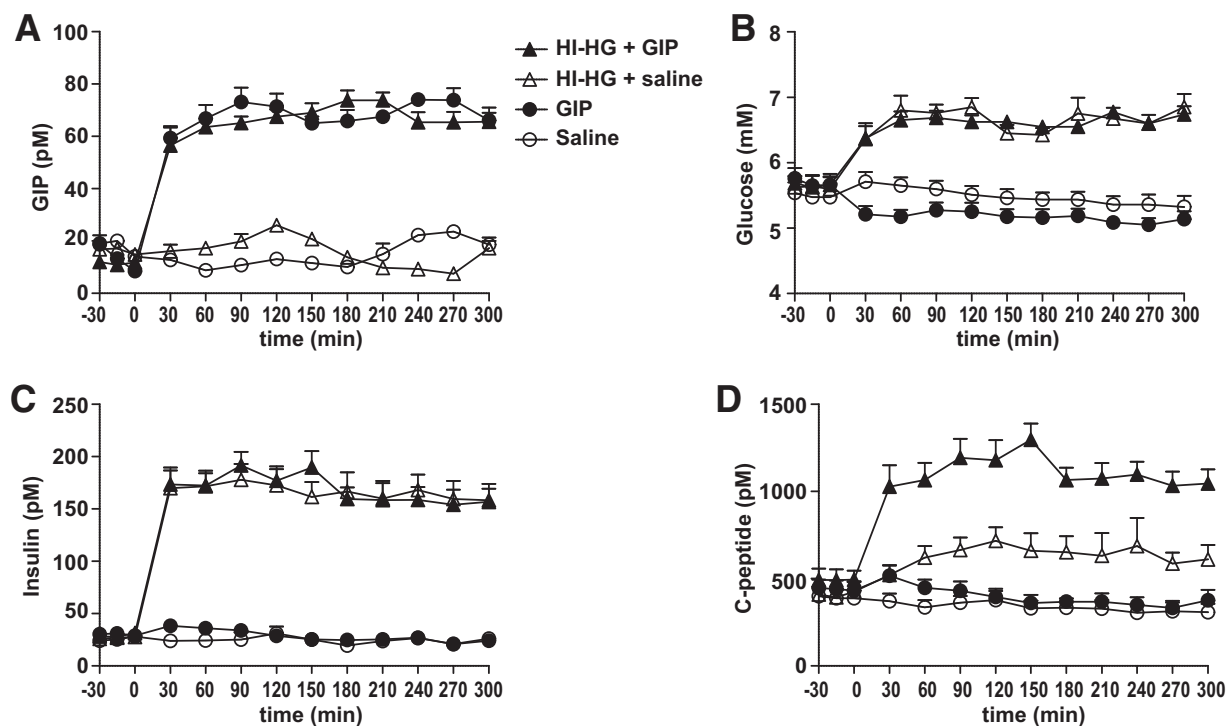 A
100
80
60
40
20
0
GIP (pM)
-30 0 30 60 90 120 150 180 210 240 270 300
time (min)
HI-HG + GIP
HI-HG + saline
GIP
Saline
B
8
7
6
5
4
Glucose (mM)
-30 0 30 60 90 120 150 180 210 240 270 300
time (min)
C
250
200
150
100
50
0
Insulin (pM)
-30 0 30 60 90 120 150 180 210 240 270 300
time (min)
D
1500
1000
500
0
C-peptide (pM)
-30 0 30 60 90 120 150 180 210 240 270 300
time (min)